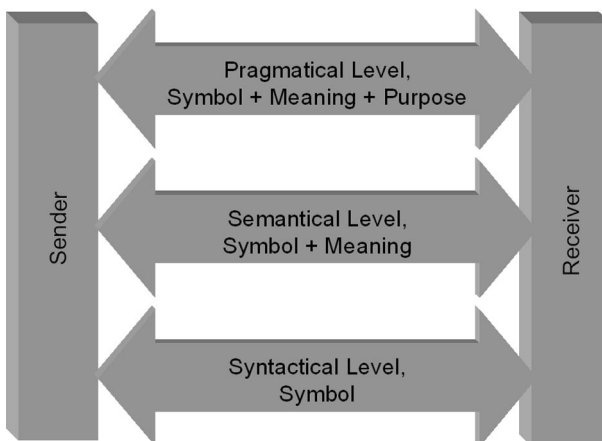 Sender
Pragmatical Level,
Symbol + Meaning + Purpose
Semantical Level,
Symbol + Meaning
Syntactical Level,
Symbol
Receiver